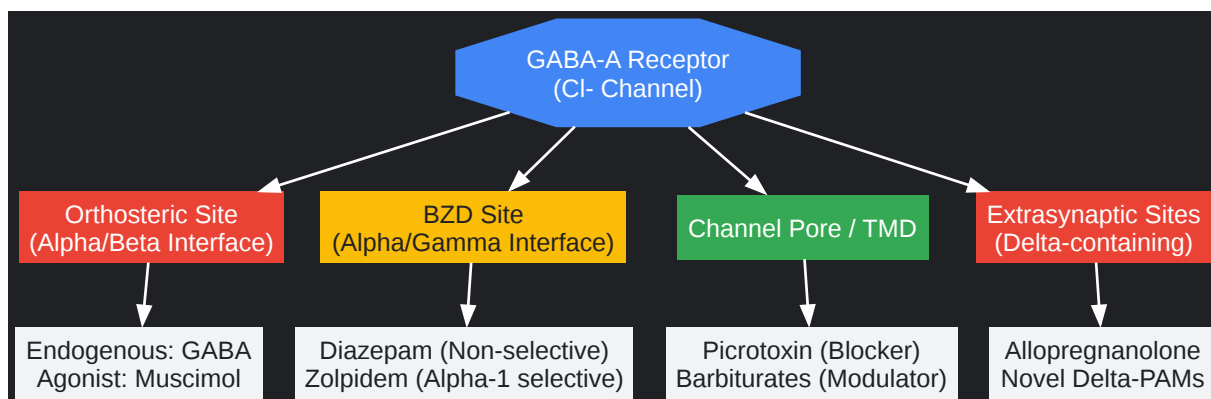 GABA-A Receptor
(Cl- Channel)
Orthosteric Site
(Alpha/Beta Interface)
BZD Site
(Alpha/Gamma Interface)
Channel Pore / TMD
Extrasynaptic Sites
(Delta-containing)
Endogenous: GABA
Agonist: Muscimol
Diazepam (Non-selective)
Zolpidem (Alpha-1 selective)
Picrotoxin (Blocker)
Barbiturates (Modulator)
Allopregnanolone
Novel Delta-PAMs